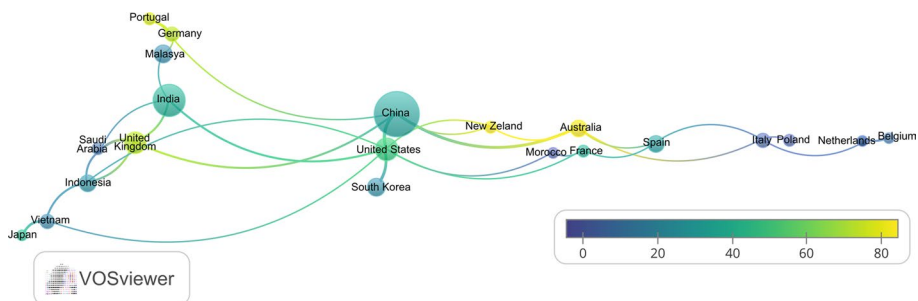 Portugal
Germany
Malasya
India
China
New Zeland
Australia
Saudi
Arabia
United
Kingdom
United States
Morocco
France
Spain
Italy
Poland
Netherlands
Belgium
Indonesia
South Korea
Vietnam
Japan
VOSviewer
0 20 40 60 80